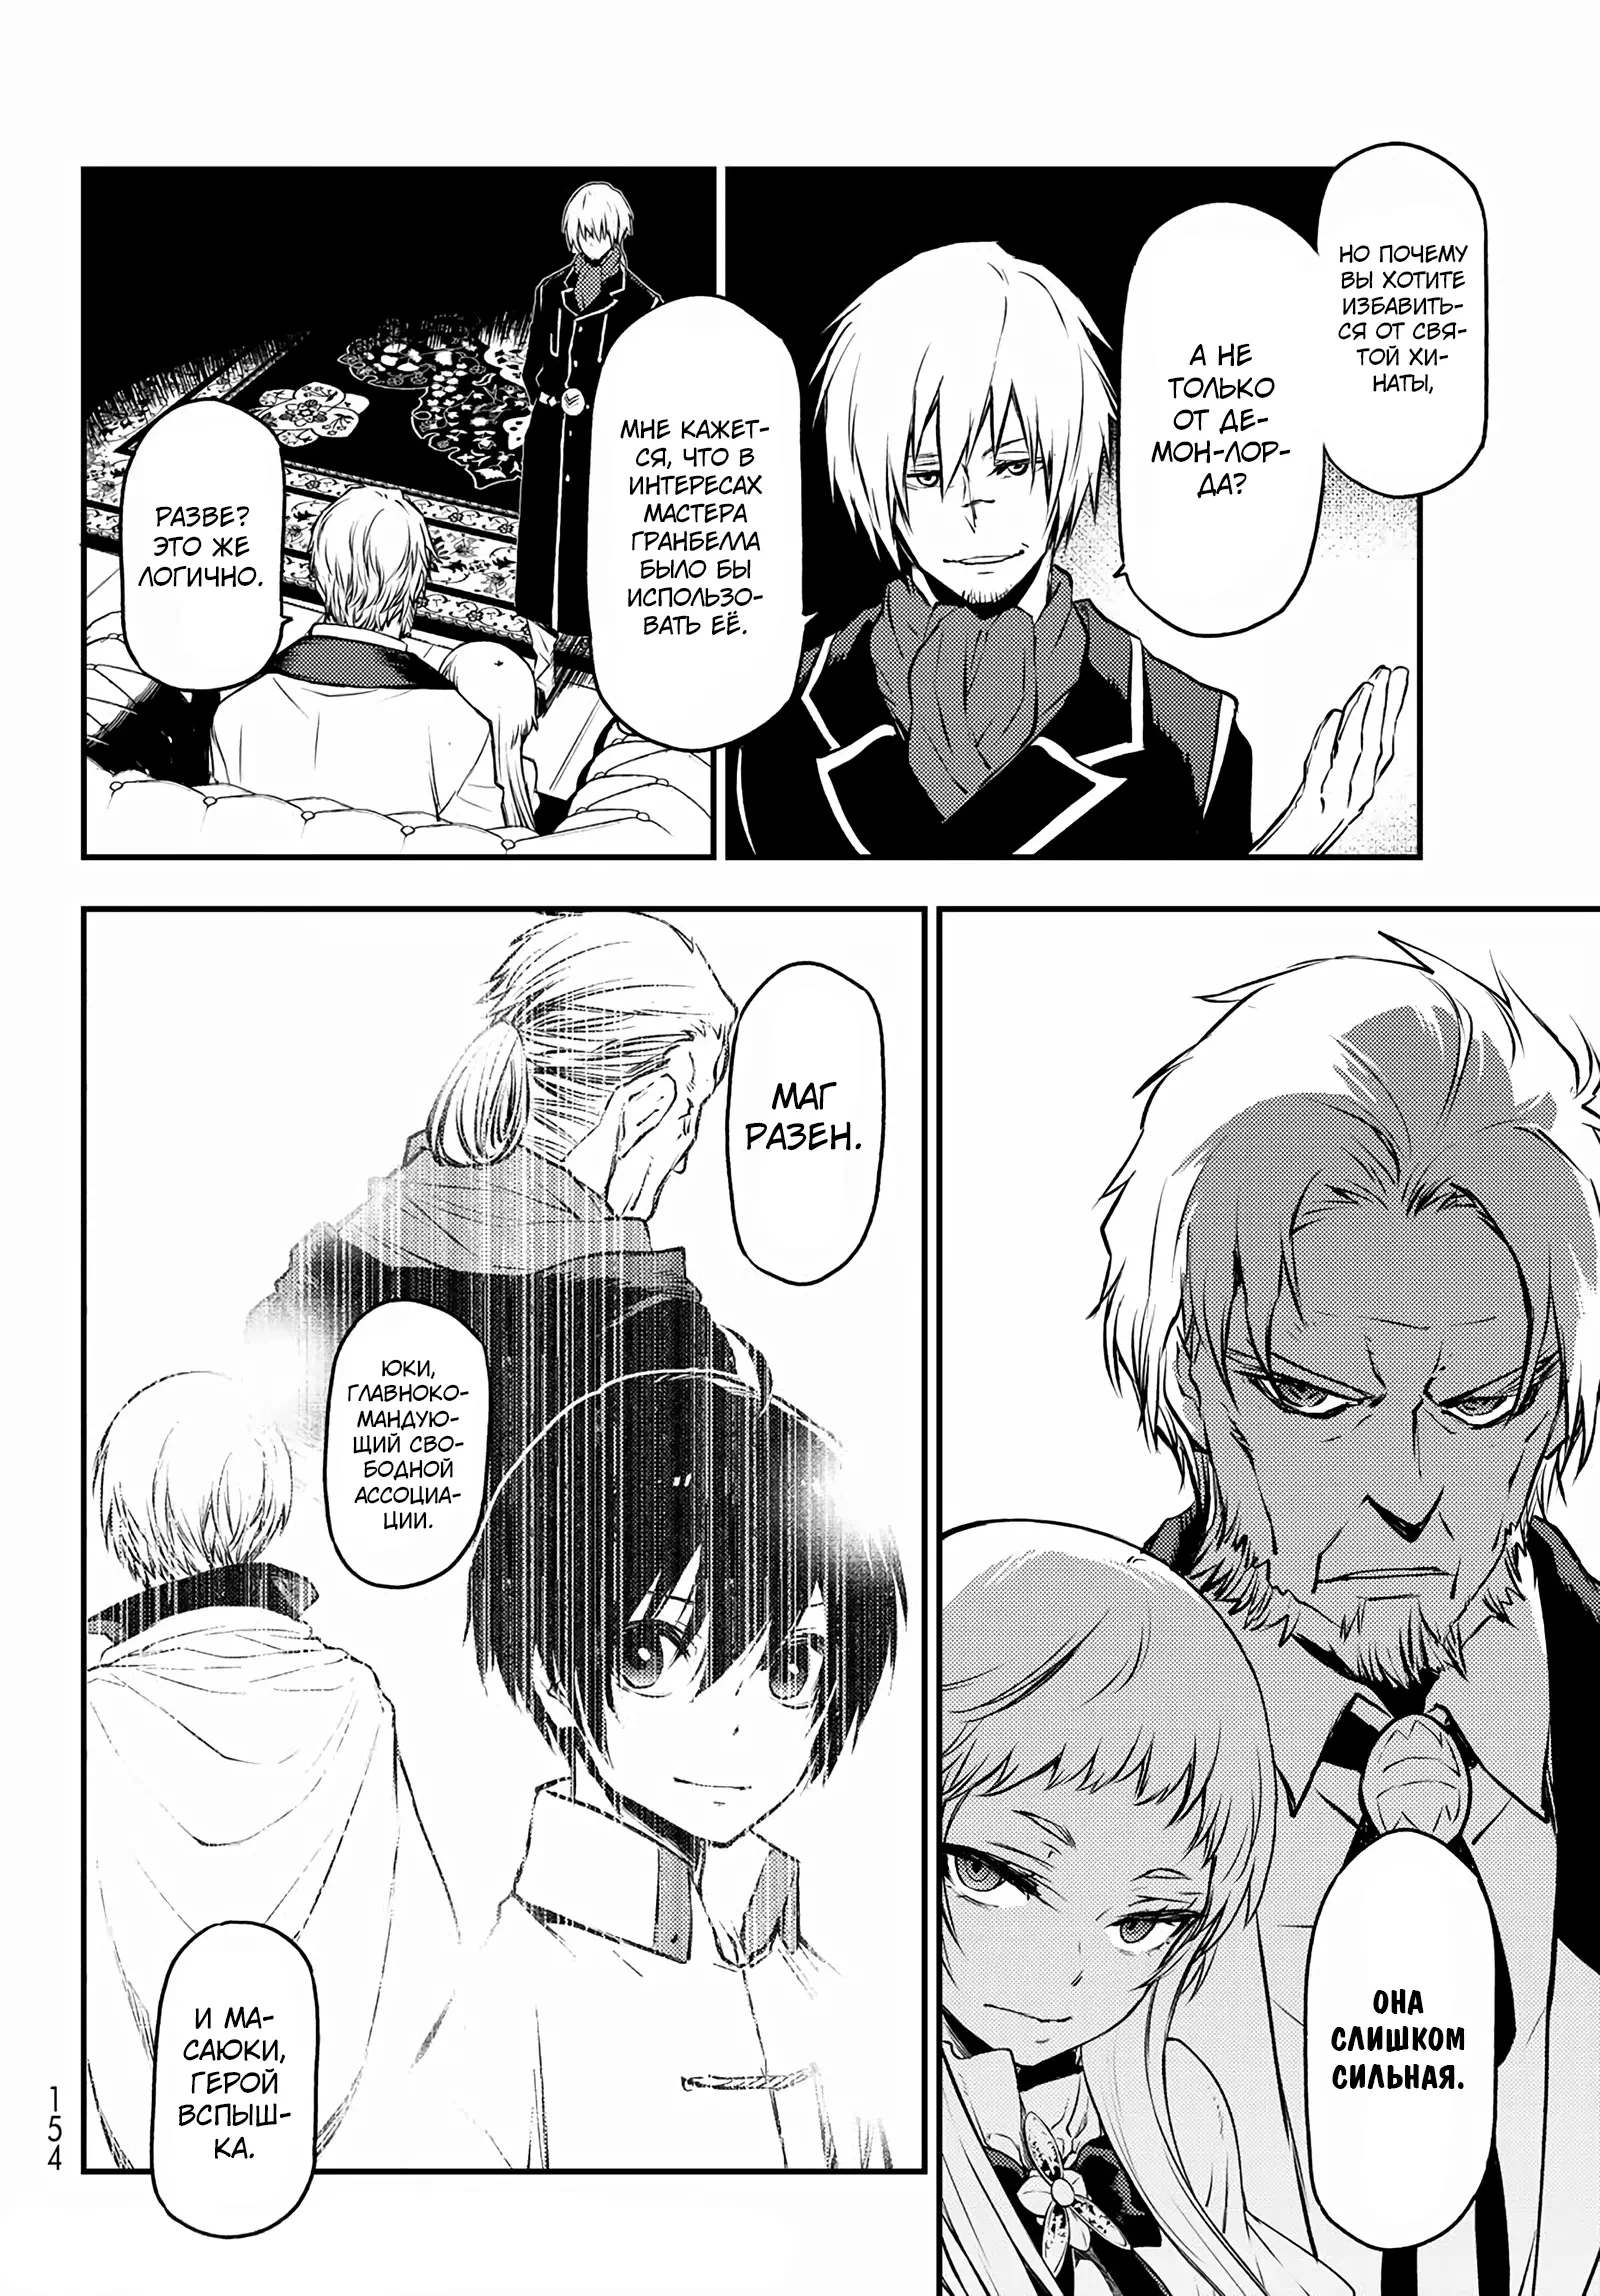 НО ПОЧЕМУ
ВЫ ХОТИТЕ
ИЗБАВИТЬ-
СЯ ОТ СВЯ-
ТОЙ ХИ-
НАТЫ,
А НЕ
ТОЛЬКО
ОТ ДЕ-
МОН-ЛОР-
ДА?
МНЕ КАЖЕТ-
СЯ, ЧТО В
ИНТЕРЕСАХ
МАСТЕРА
ГРАНБЕЛЛА
БЫЛО БЫ
ИСПОЛЬЗО-
ВАТЬ ЕЁ.
РАЗВЕ?
ЭТО ЖЕ
ЛОГИЧНО.
ОНА
СЛИШКОМ
СИЛЬНАЯ.
МАГ
РАЗЕН.
ЮКИ,
ГЛАВНОКО-
МАНДУЮ-
ЩИЙ СВО-
БОДНОЙ
АССОЦИА-
ЦИИ.
И МА-
САЮКИ,
ГЕРОЙ
ВСПЫШ-
КА.
154